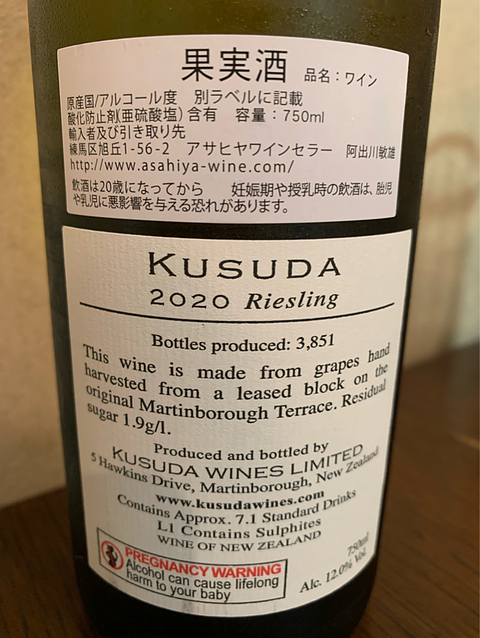 果実酒 品名：ワイン
原産国/アルコール度　別ラベルに記載
酸化防止剤(亜硫酸塩)含有　容量：750ml
輸入者及び引き取り先
練馬区旭丘1-56-2　アサヒヤワインセラー　阿出川敏雄
http://www.asahiya-wine.com/
飲酒は20歳になってから　妊娠期や授乳時の飲酒は、胎児
や乳児に悪影響を与える恐れがあります。
KUSUDA
2020 Riesling
Bottles produced: 3,851
This wine is made from grapes hand
harvested from a leased block on the
original Martinborough Terrace. Residual
sugar 1.9g/l.
Produced and bottled by
KUSUDA WINES LIMITED
5 Hawkins Drive, Martinborough, New Zealand
www.kusudawines.com
Contains Approx. 7.1 Standard Drinks
L1 Contains Sulphites
WINE OF NEW ZEALAND
PREGNANCY WARNING
Alcohol can cause lifelong
harm to your baby
750ml
Alc. 12.0% Vol.